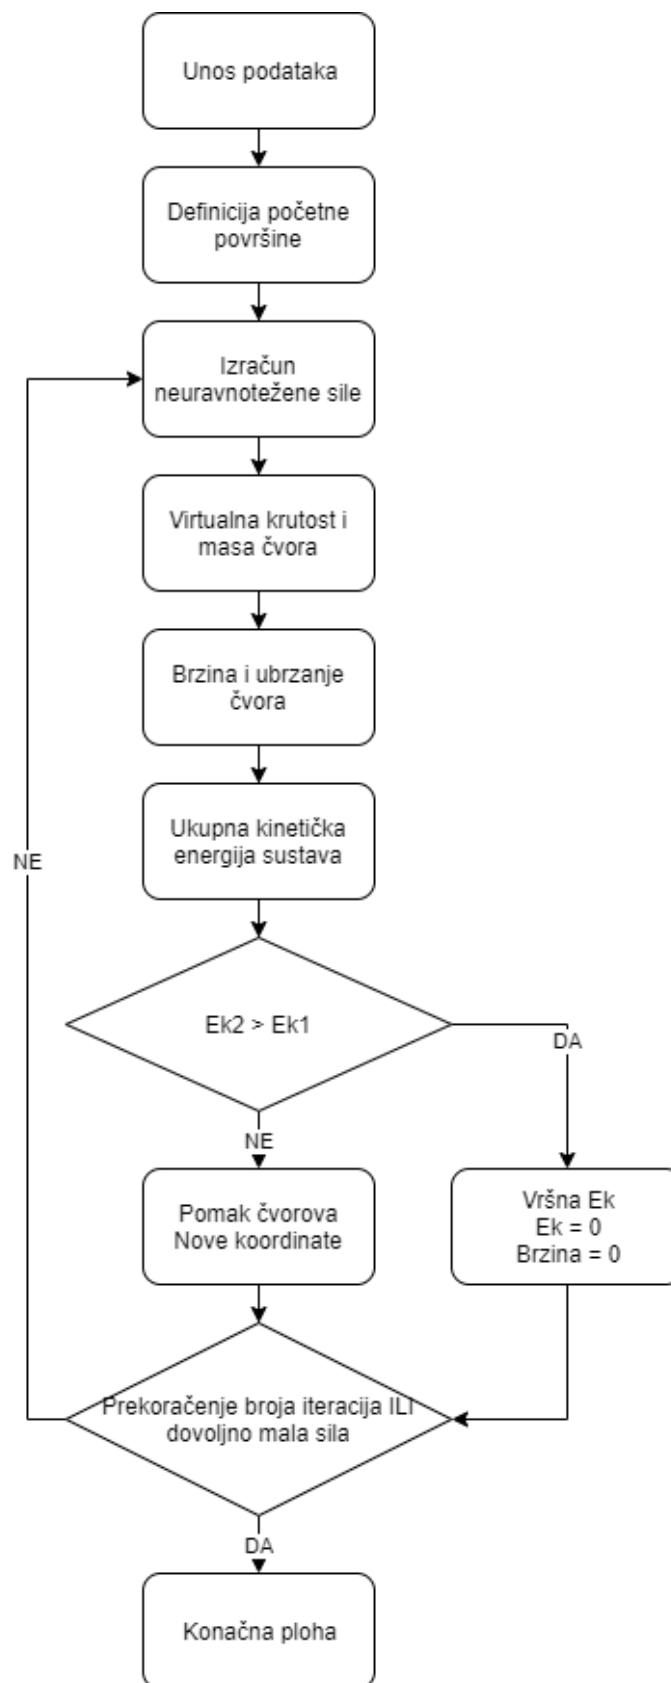 Unos podataka
Definicija početne
površine
Izračun
neuravnotežene sile
Virtualna krutost i
masa čvora
Brzina i ubrzanje
čvora
Ukupna kinetička
energija sustava
NE
Ek2 > Ek1
DA
NE
Pomak čvorova
Nove koordinate
Vršna Ek
Ek = 0
Brzina = 0
Prekoračenje broja iteracija ILI
dovoljno mala sila
DA
Konačna ploha